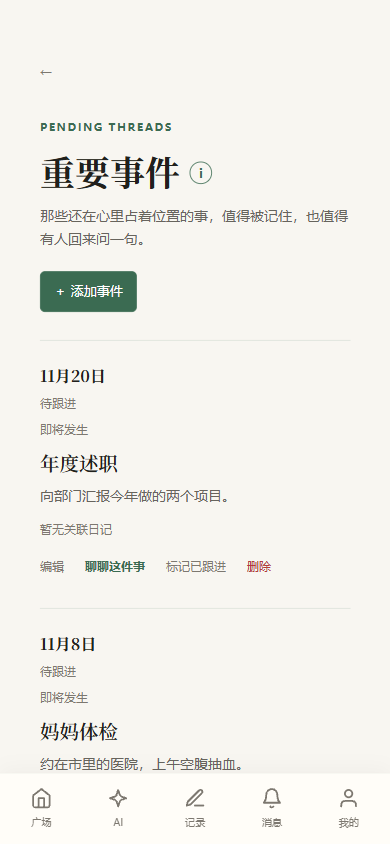 ←
PENDING THREADS
重要事件 i
那些还在心里占着位置的事，值得被记住，也值得
有人回来问一句。
+ 添加事件
11月20日
待跟进
即将发生
年度述职
向部门汇报今年做的两个项目。
暂无关联日记
编辑 聊聊这件事 标记已跟进 删除
11月8日
待跟进
即将发生
妈妈体检
约在市里的医院，上午空腹抽血。
广场 AI 记录 消息 我的